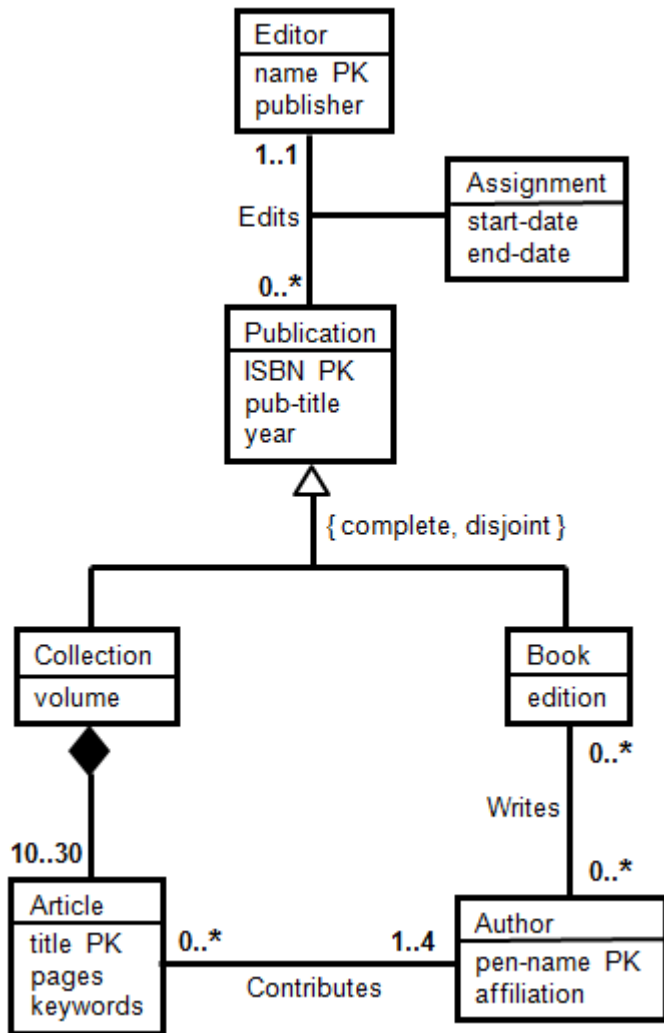 Editor
name PK
publisher
1..1
Assignment
start-date
end-date
Edits
0..*
Publication
ISBN PK
pub-title
year
{ complete, disjoint }
Collection
volume
Book
edition
0..*
Writes
10..30
0..*
Article
title PK
pages
keywords
0..*
1..4
Contributes
Author
pen-name PK
affiliation